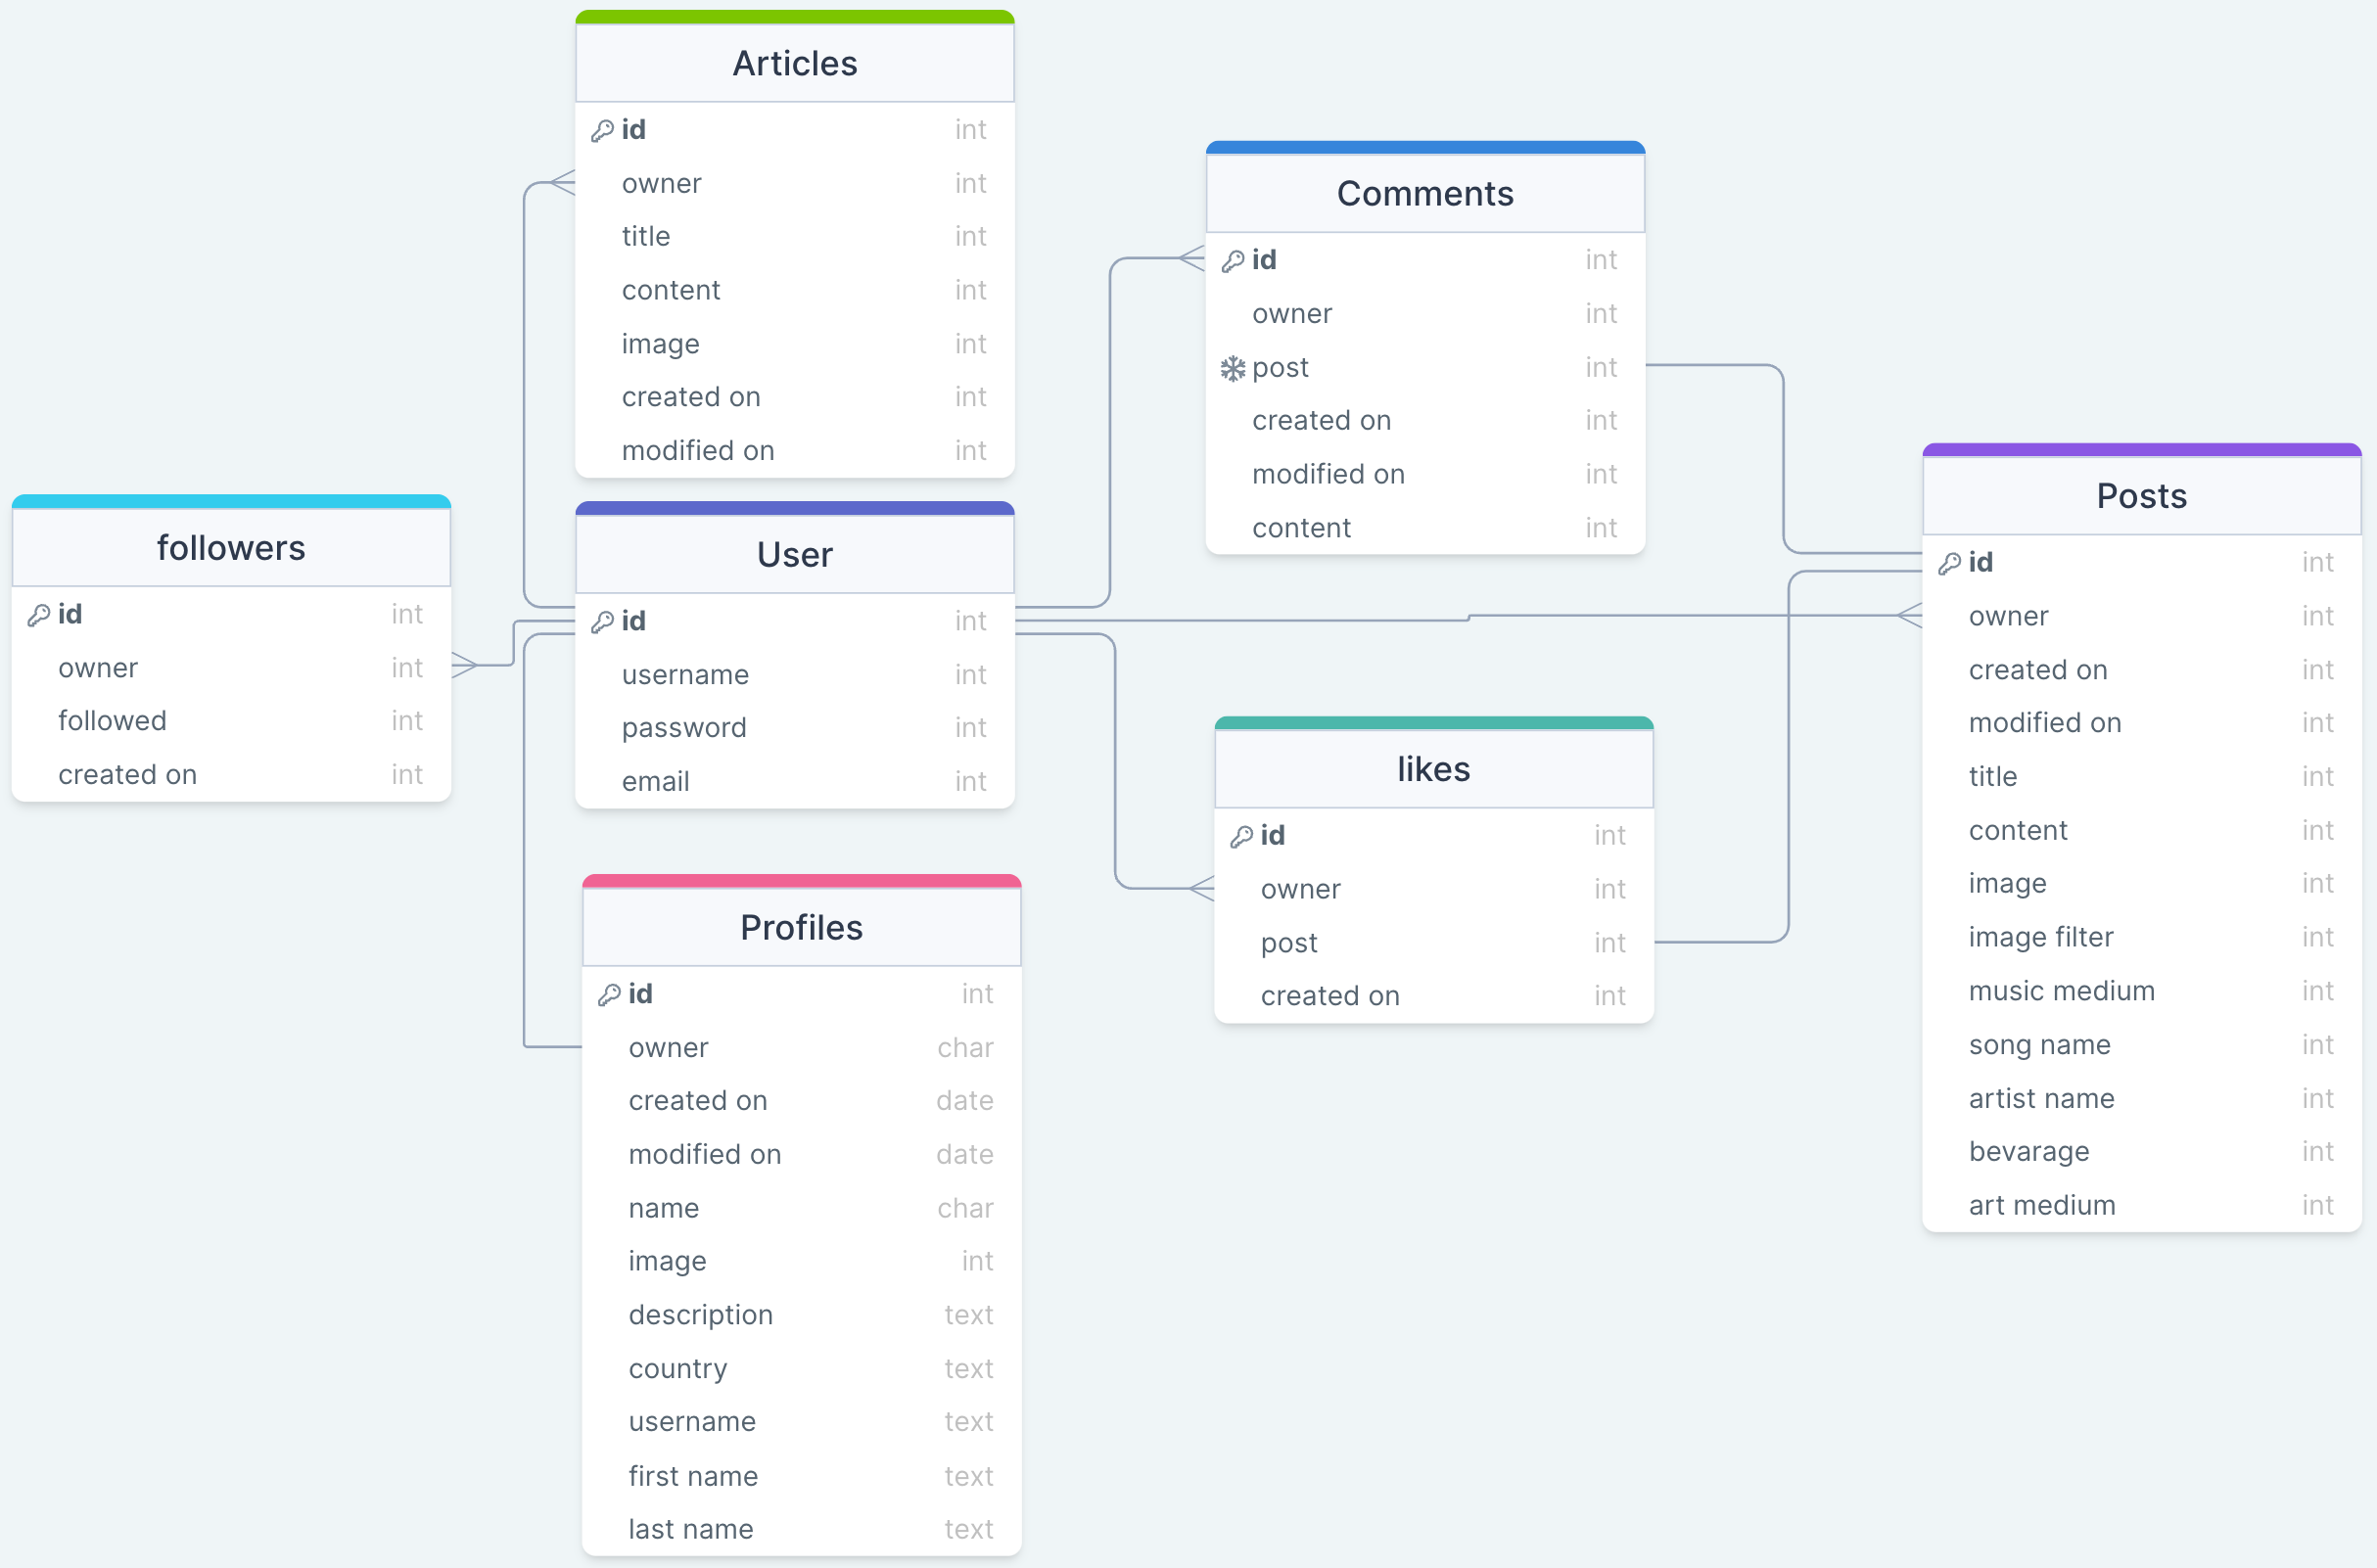 Articles
id int
owner int
title int
content int
image int
created on int
modified on int
Comments
id int
owner int
post int
created on int
modified on int
content int
followers
id int
owner int
followed int
created on int
User
id int
username int
password int
email int
Posts
id int
owner int
created on int
modified on int
title int
content int
image int
image filter int
music medium int
song name int
artist name int
bevarage int
art medium int
likes
id int
owner int
post int
created on int
Profiles
id int
owner char
created on date
modified on date
name char
image int
description text
country text
username text
first name text
last name text